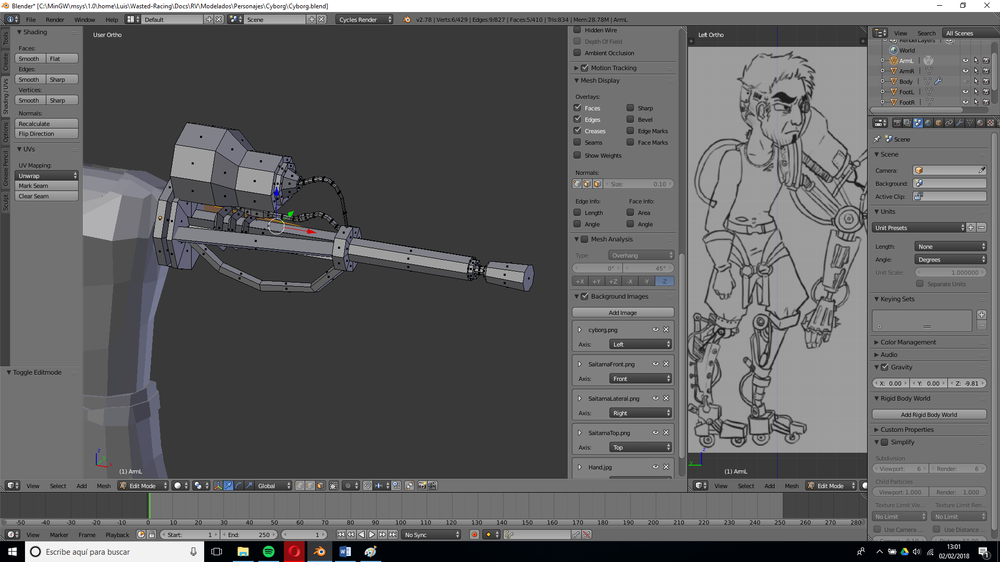 Blender* [C:\MinGW\msys\1.0\home\Luis\Wasted-Racing\Docs\RV\Modelados\Personajes\Cyborg\Cyborg.blend]
File Render Window Help Default Scene Cycles Render v2.78 | Verts:6/429 | Edges:9/827 | Faces:5/410 | Tris:834 | Mem:28.78M | ArmL
Tools
Create
Shading / UVs
Options
Grease Pencil
Sculpt
Shading
Faces:
Smooth Flat
Edges:
Smooth Sharp
Vertices:
Smooth Sharp
Normals:
Recalculate
Flip Direction
UVs
UV Mapping:
Unwrap
Mark Seam
Clear Seam
Toggle Editmode
User Ortho
z
y
x
(1) ArmL
Hidden Wire
Depth Of Field
Ambient Occlusion
Motion Tracking
Mesh Display
Overlays:
Faces Sharp
Edges Bevel
Creases Edge Marks
Seams Face Marks
Show Weights
Normals:
Size: 0.10
Edge Info: Face Info:
Length Area
Angle Angle
Mesh Analysis
Type: Overhang
0° 45°
+X +Y +Z -X -Y -Z
Background Images
Add Image
cyborg.png
Axis: Left
SaitamaFront.png
Axis: Front
SaitamaLateral.png
Axis: Right
SaitamaTop.png
Axis: Top
Hand.jpg
Left Ortho
z
y
(1) ArmL
View Search All Scenes
RenderLayers
World
ArmL
ArmR
Body
FootL
FootR
Scene
Scene
Camera:
Background:
Active Clip:
Units
Unit Presets
Length: None
Angle: Degrees
Unit Scale: 1.000000
Separate Units
Keying Sets
Color Management
Audio
Gravity
X: 0.00 Y: 0.00 Z: -9.81
Rigid Body World
Add Rigid Body World
Custom Properties
Simplify
Subdivision
Viewport: 6 Render: 6
Child Particles
Viewport: 1.000 Render: 1.000
Texture Limit Vie... Texture Limit Ren...
No Limit No Limit
Use Camera ... Use Distance ...
View Select Add Mesh Edit Mode Global
View Select Add Mesh Edit Mode
-50 -40 -30 -20 -10 0 10 20 30 40 50 60 70 80 90 100 110 120 130 140 150 160 170 180 190 200 210 220 230 240 250 260 270 280
View Marker Frame Playback Start: 1 End: 250 1 No Sync
Escribe aquí para buscar
13:01
02/02/2018
1